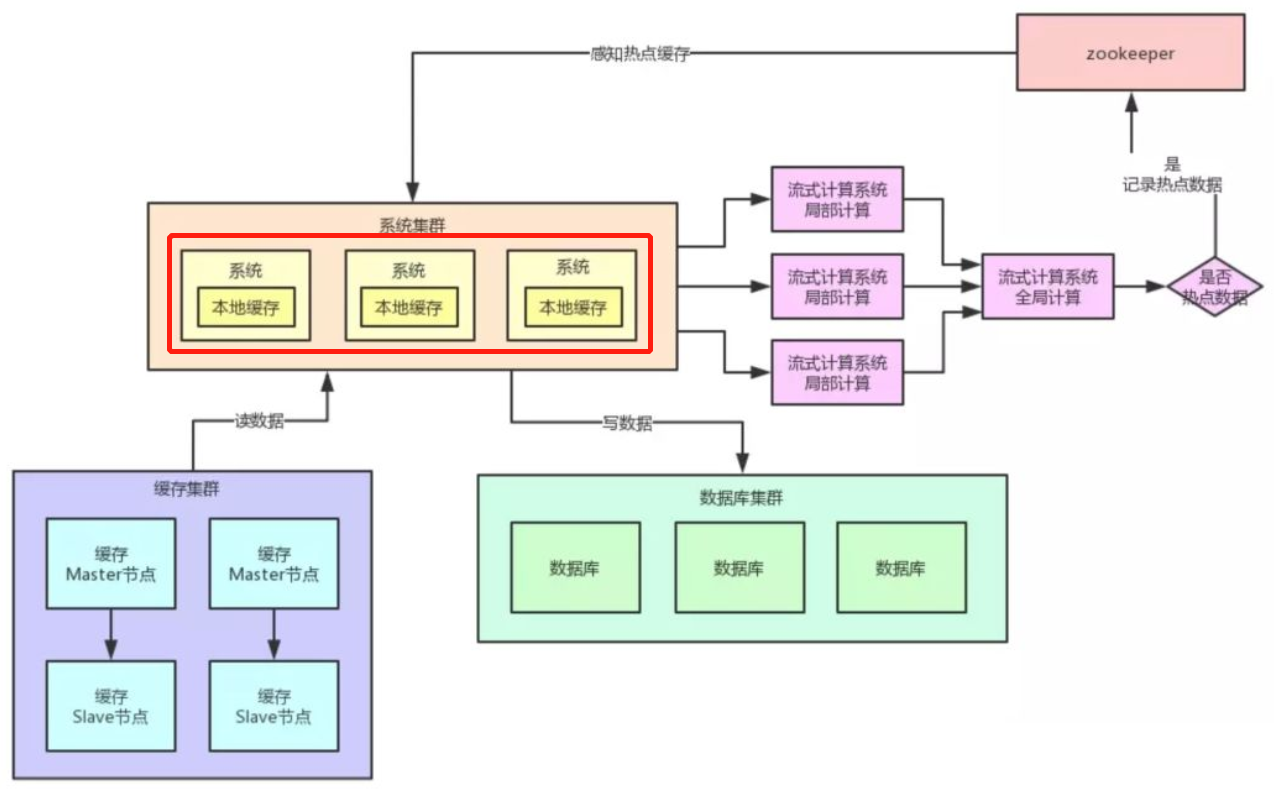 zookeeper
感知热点缓存
是
记录热点数据
流式计算系统
局部计算
系统集群
系统
本地缓存
系统
本地缓存
系统
本地缓存
流式计算系统
局部计算
流式计算系统
全局计算
是否
热点数据
流式计算系统
局部计算
读数据
写数据
缓存集群
缓存
Master节点
缓存
Master节点
缓存
Slave节点
缓存
Slave节点
数据库集群
数据库
数据库
数据库